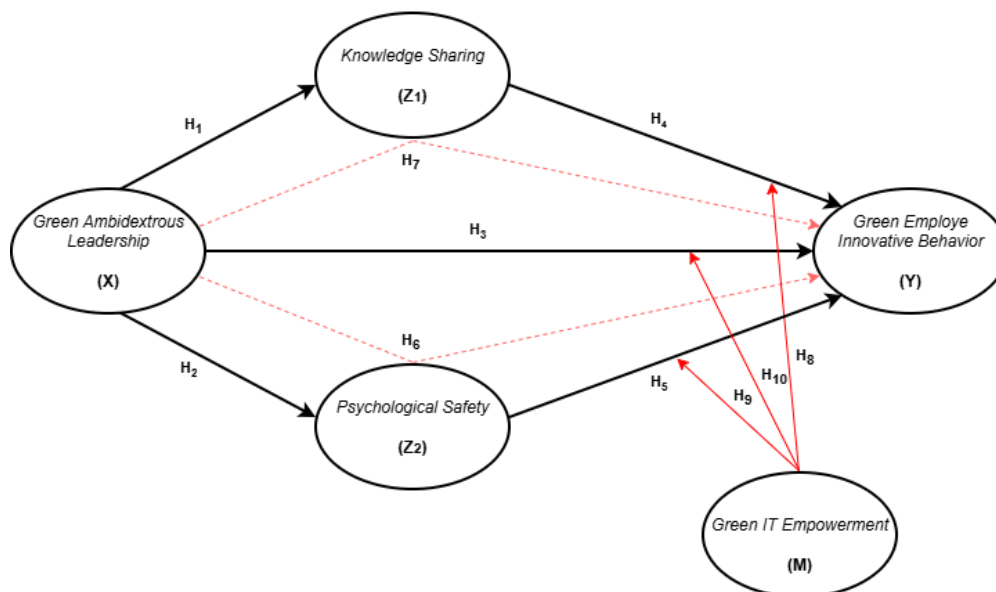 Knowledge Sharing
(Z1)
H1
H4
H7
Green Ambidextrous
Leadership
(X)
H3
Green Employe
Innovative Behavior
(Y)
H6
H2
Psychological Safety
(Z2)
H5
H8
H10
H9
Green IT Empowerment
(M)